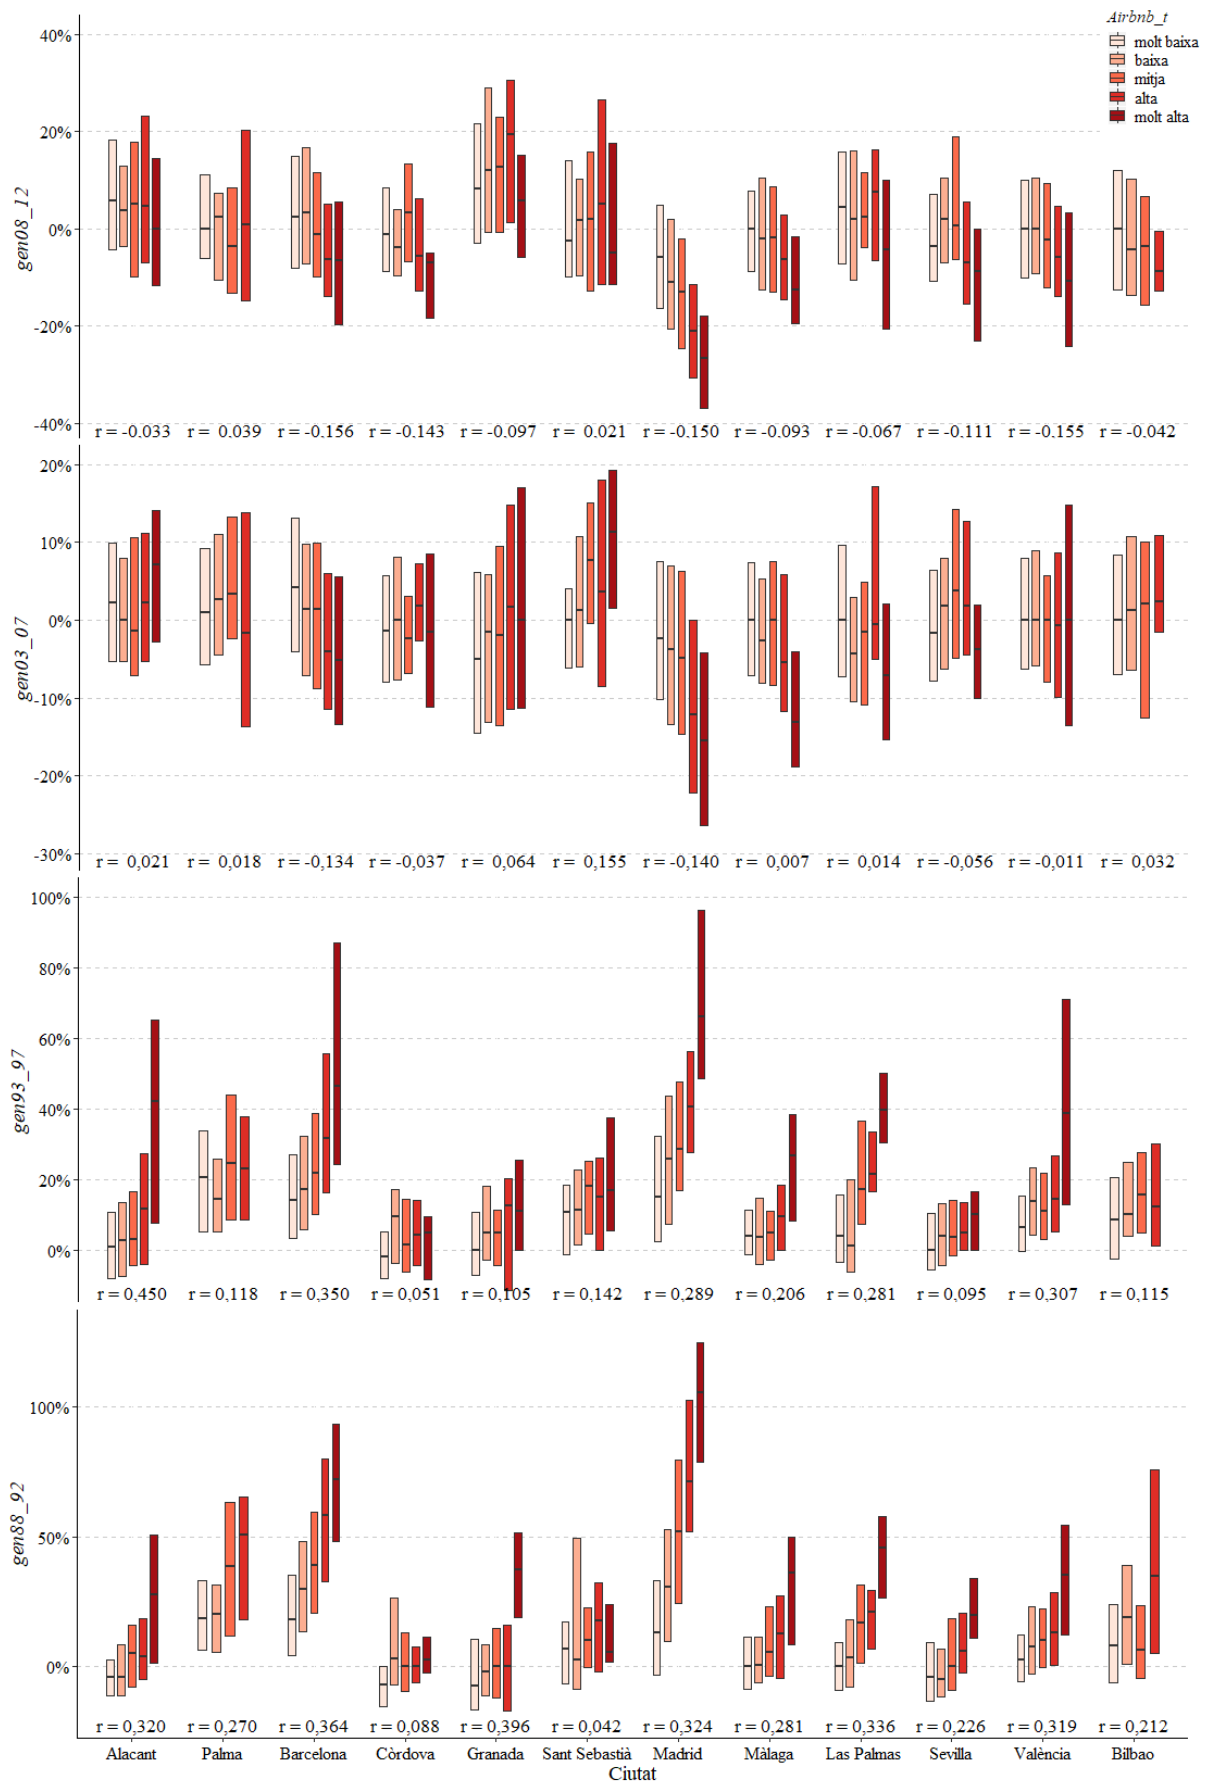 Airbnb_t
molt baixa
baixa
mitja
alta
molt alta
gen08_12
40%
20%
0%
-20%
-40%
r = -0.033 r = 0.039 r = -0.156 r = -0.143 r = -0.097 r = 0.021 r = -0.150 r = -0.093 r = -0.067 r = -0.111 r = -0.155 r = -0.042
gen03_07
20%
10%
0%
-10%
-20%
-30%
r = 0,021 r = 0,018 r = -0,134 r = -0,037 r = 0,064 r = 0,155 r = -0,140 r = 0,007 r = 0,014 r = -0,056 r = -0,011 r = 0,032
gen93_97
100%
80%
60%
40%
20%
0%
r = 0,450 r = 0,118 r = 0,350 r = 0,051 r = 0,105 r = 0,142 r = 0,289 r = 0,206 r = 0,281 r = 0,095 r = 0,307 r = 0,115
gen88_92
100%
50%
0%
r = 0,320 r = 0,270 r = 0,364 r = 0,088 r = 0,396 r = 0,042 r = 0,324 r = 0,281 r = 0,336 r = 0,226 r = 0,319 r = 0,212
Alacant Palma Barcelona Còrdova Granada Sant Sebastià Madrid Màlaga Las Palmas Sevilla València Bilbao
Ciutat